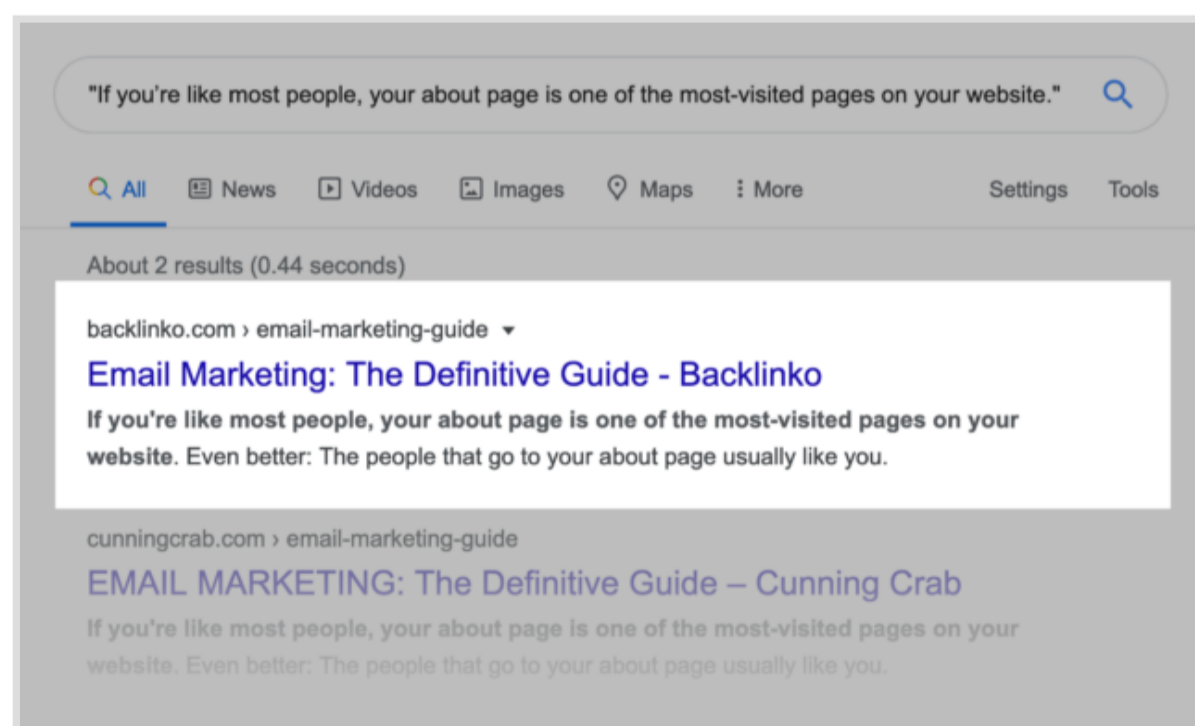 "If you’re like most people, your about page is one of the most-visited pages on your website."
All News Videos Images Maps More Settings Tools
About 2 results (0.44 seconds)
backlinko.com › email-marketing-guide
Email Marketing: The Definitive Guide - Backlinko
If you're like most people, your about page is one of the most-visited pages on your
website. Even better: The people that go to your about page usually like you.
cunningcrab.com › email-marketing-guide
EMAIL MARKETING: The Definitive Guide – Cunning Crab
If you're like most people, your about page is one of the most-visited pages on your
website. Even better: The people that go to your about page usually like you.